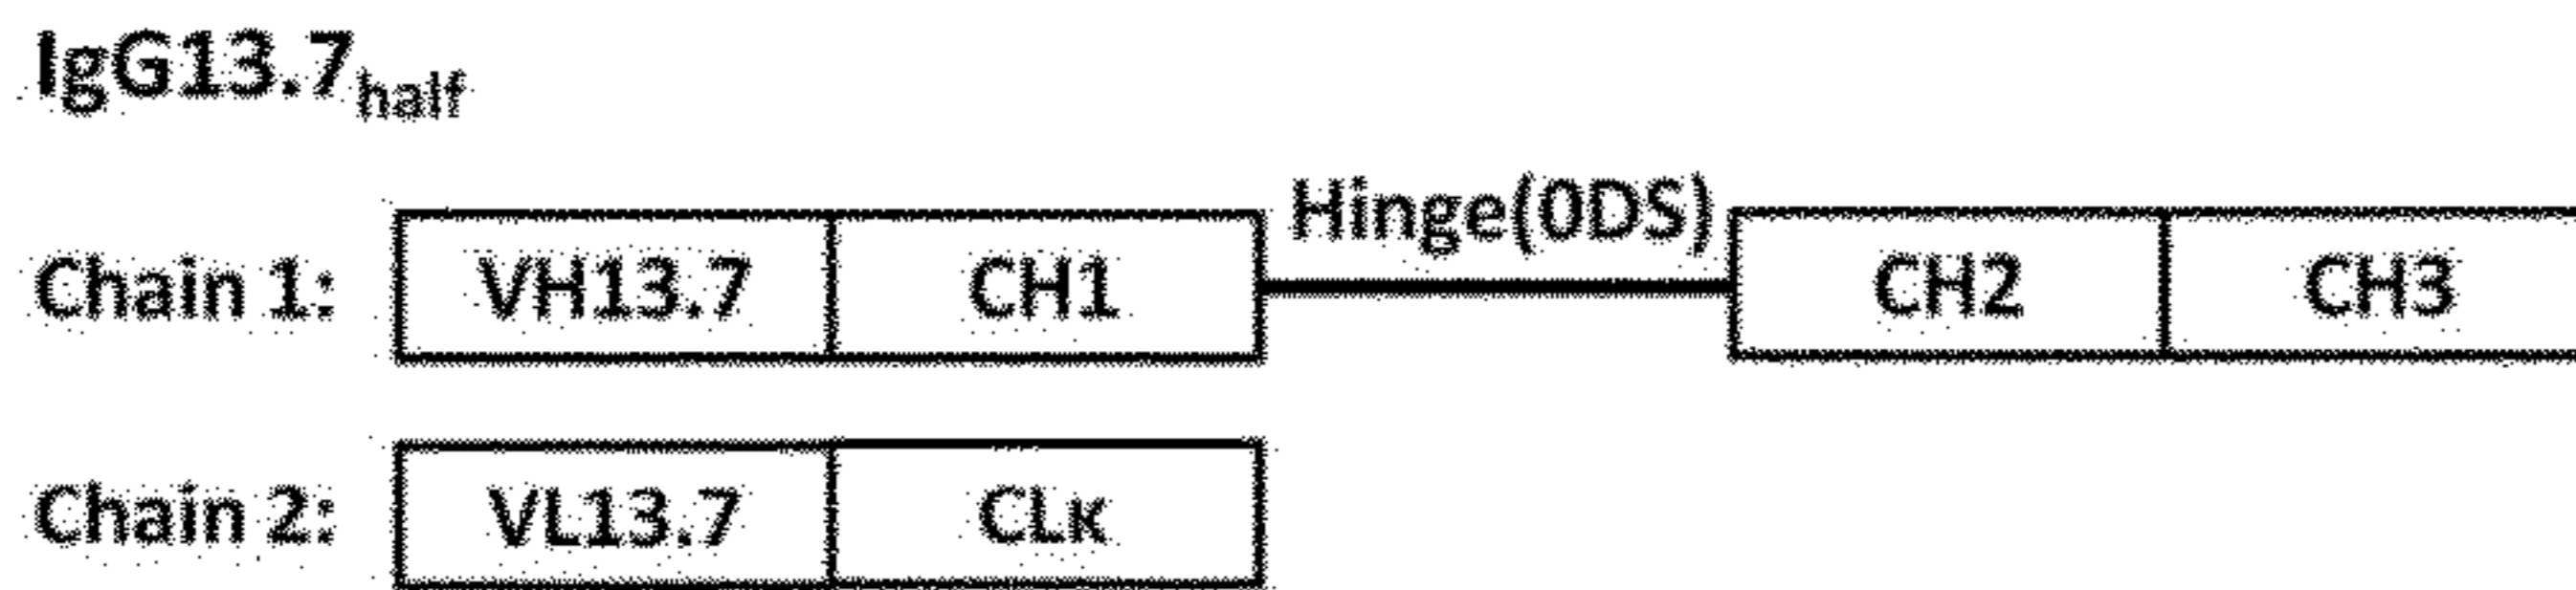 IgG13.7half
Hinge(0DS)
Chain 1: VH13.7 CH1 CH2 CH3
Chain 2: VL13.7 CLκ